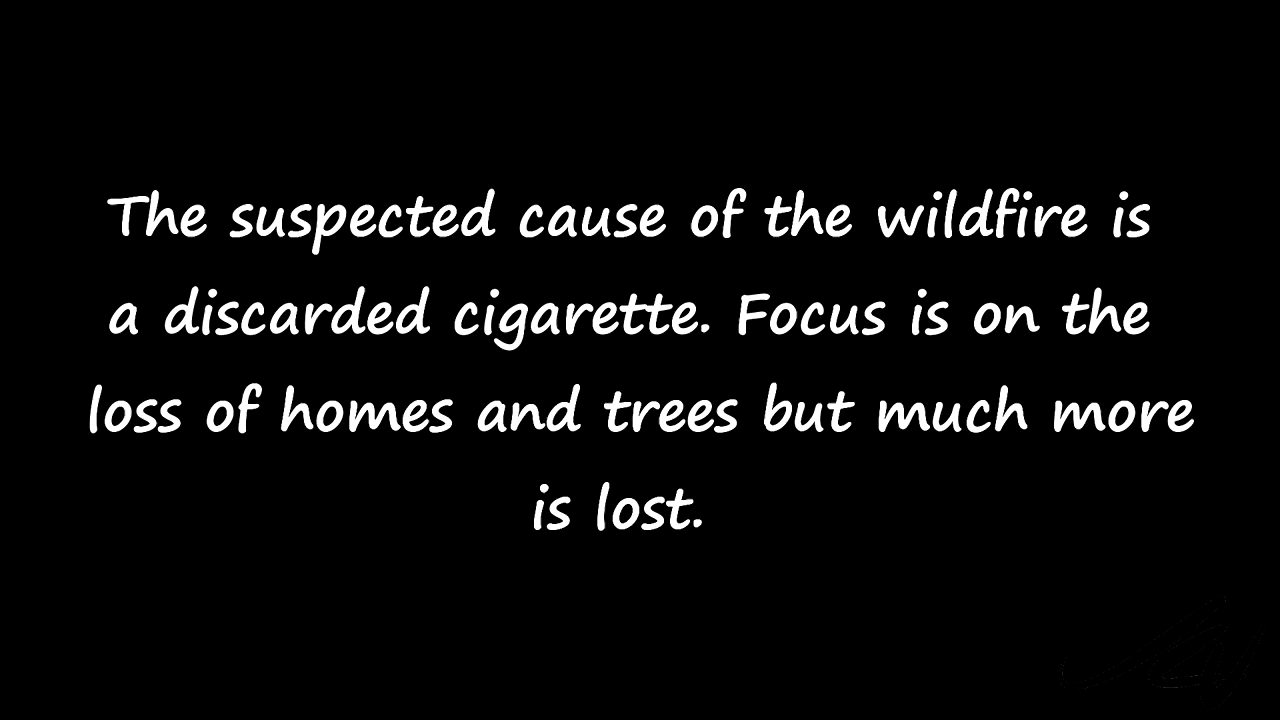 The suspected cause of the wildfire is
a discarded cigarette. Focus is on the
loss of homes and trees but much more
is lost.